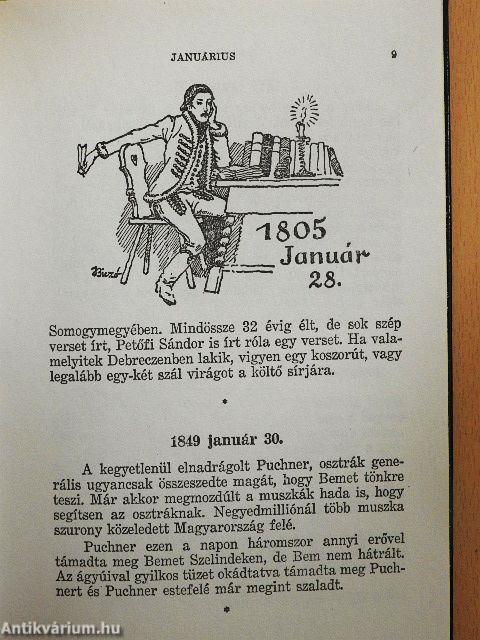 JANUÁRIUS 9
1805
Január
28.
Somogymegyében. Mindössze 32 évig élt, de sok szép
verset írt, Petőfi Sándor is írt róla egy verset. Ha vala-
melyitek Debreczenben lakik, vigyen egy koszorút, vagy
legalább egy-két szál virágot a költő sírjára.
*
1849 január 30.
A kegyetlenül elnadrágolt Puchner, osztrák gene-
rális ugyancsak összeszedte magát, hogy Bemet tönkre
teszi. Már akkor megmozdúlt a muszkák hada is, hogy
segítsen az osztráknak. Negyedmilliónál több muszka
szurony közeledett Magyarország felé.
Puchner ezen a napon háromszor annyi erővel
támadta meg Bemet Szelindeken, de Bem nem hátrált.
Az ágyúival gyilkos tüzet okádtatva támadta meg Puch-
nert és Puchner estefelé már megint szaladt.
*
Antikvárium.hu